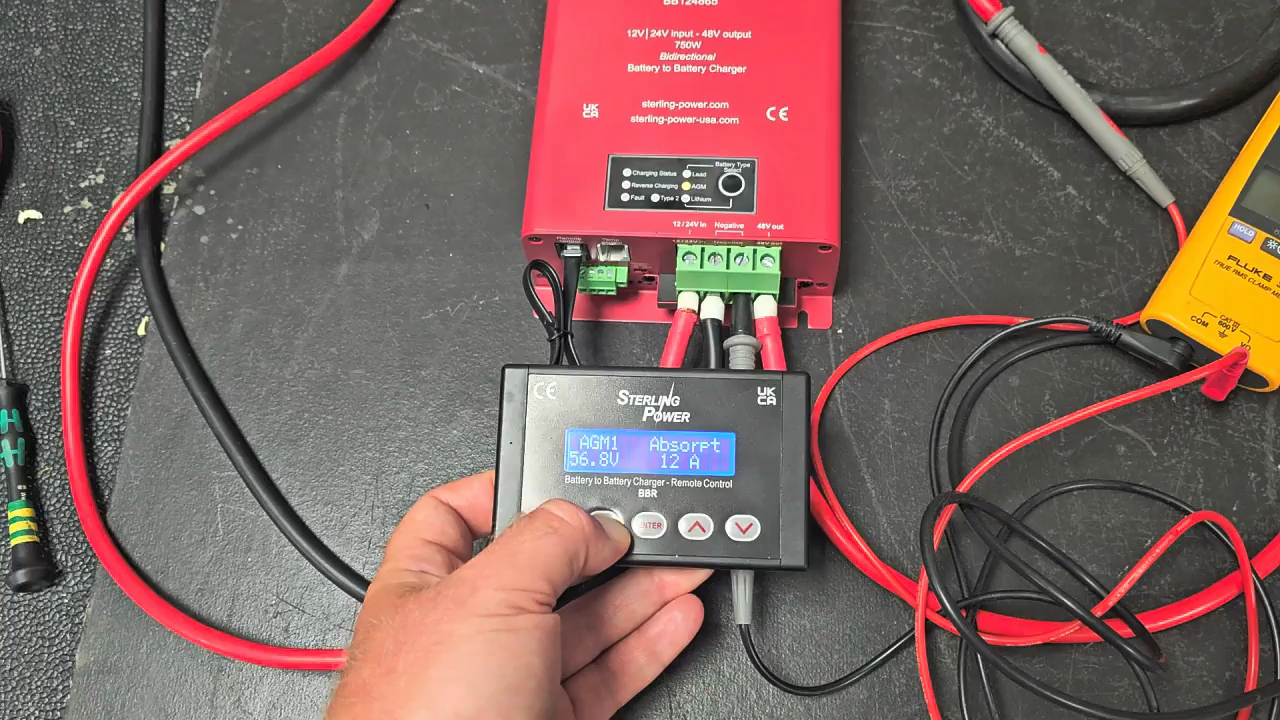 12V|24V input - 48V output
750W
Bidirectional
Battery to Battery Charger
UK
CA
sterling-power.com
CE
sterling-power-usa.com
Battery Type
Select
Charging Status
Lead
Reverse Charging
AGM
Fault
Type 2
Lithium
12 / 24V in
Negative
48V out
HOLD
FLUKE
TRUE RMS CLAMP
CAT III
600 V
COM
CE
STERLING
POWER
UK
CA
AGM1 Absorpt
56.8V 12 A
Battery to Battery Charger - Remote Control
BBR
ENTER